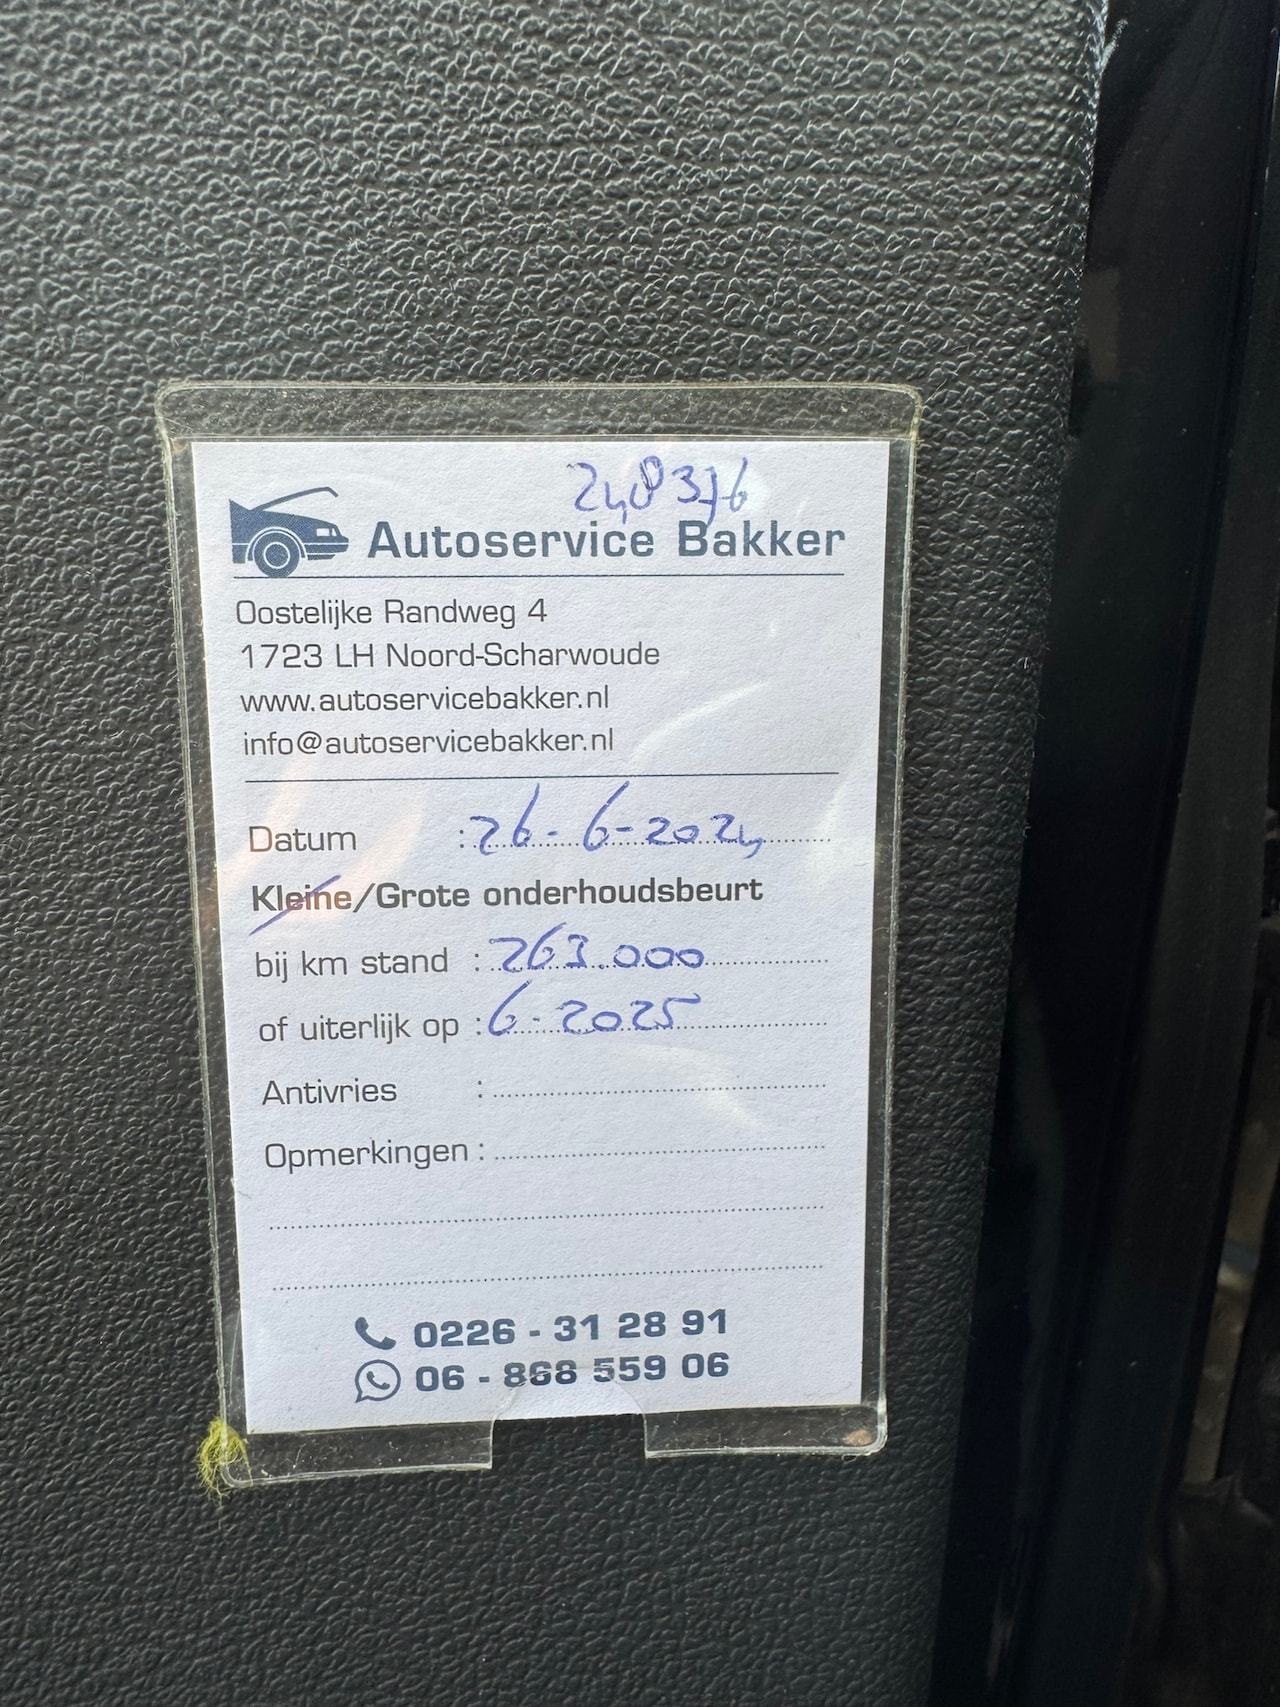 248376
Autoservice Bakker
Oostelijke Randweg 4
1723 LH Noord-Scharwoude
www.autoservicebakker.nl
info@autoservicebakker.nl
Datum : 26-6-2024
Kleine/Grote onderhoudsbeurt
bij km stand : 263.000
of uiterlijk op : 6-2025
Antivries :
Opmerkingen :
0226 - 31 28 91
06 - 868 559 06